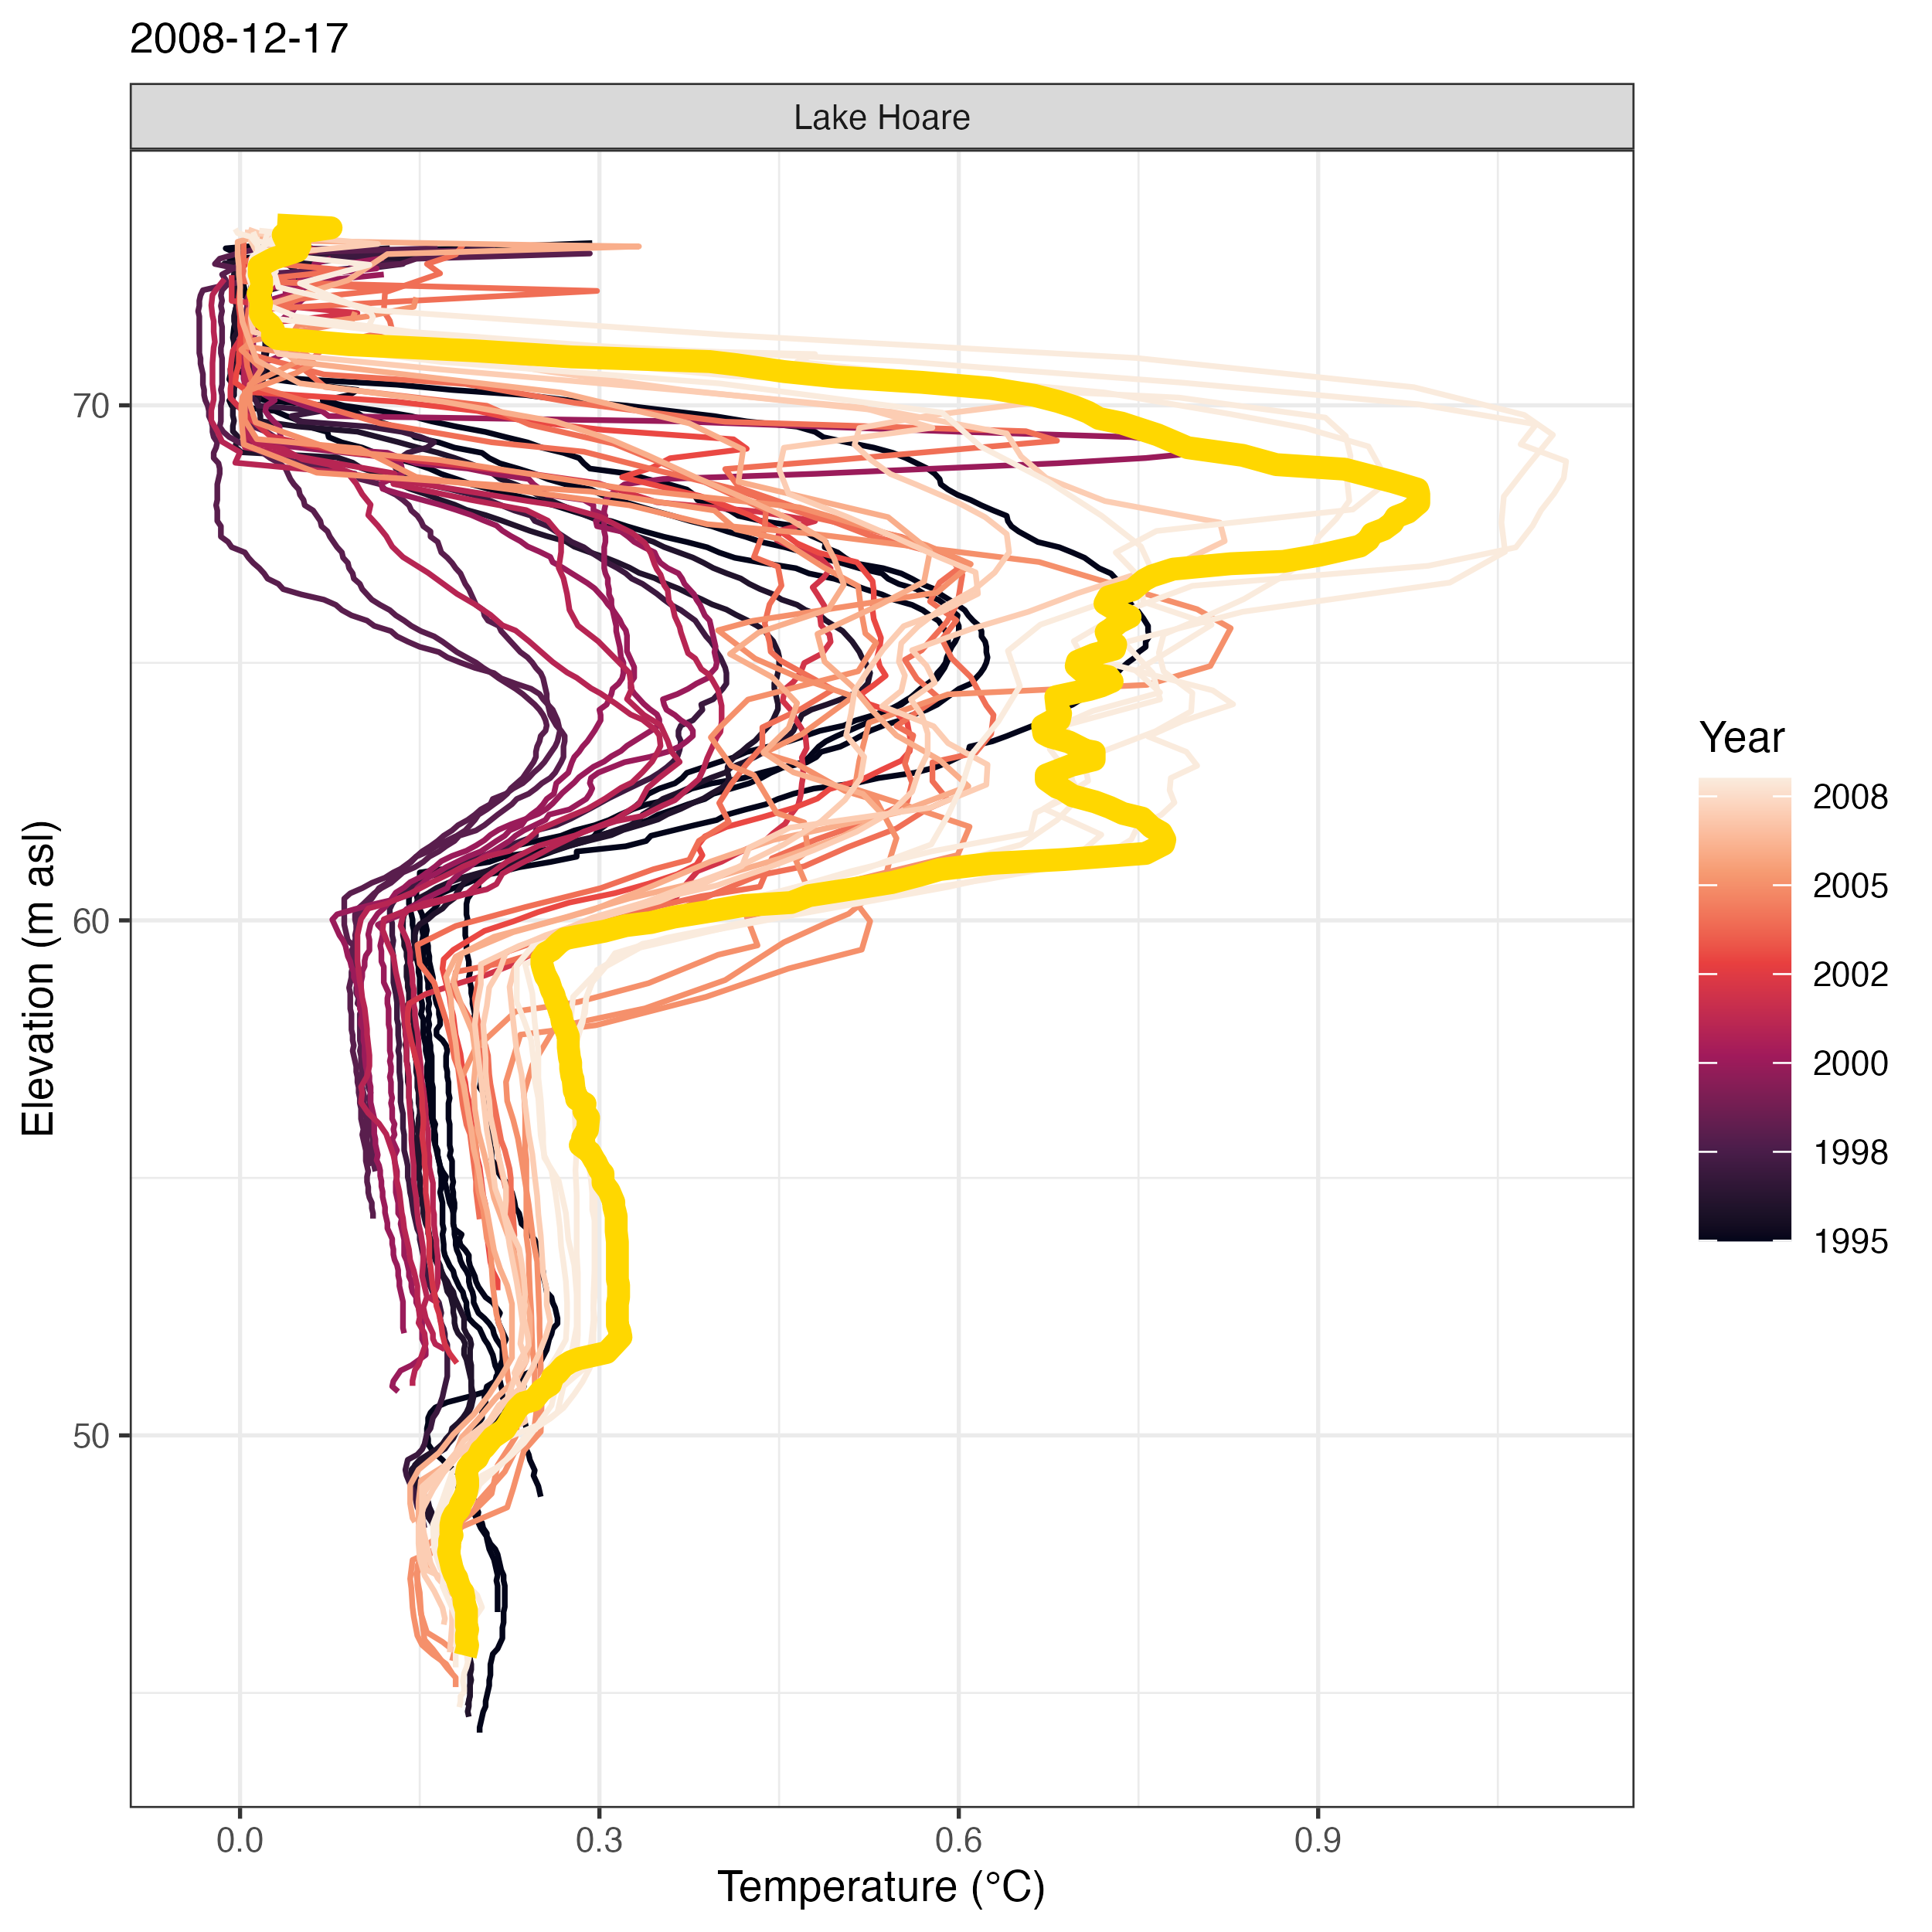 2008-12-17
Lake Hoare
70
60
50
Elevation (m asl)
0.0 0.3 0.6 0.9
Temperature (°C)
Year
2008
2005
2002
2000
1998
1995